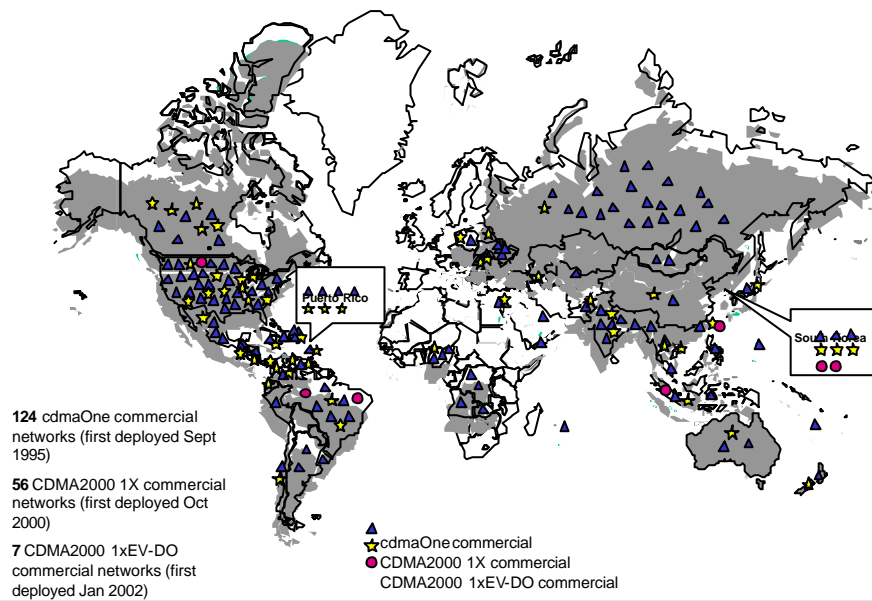 Puerto Rico
South Korea
124 cdmaOne commercial
networks (first deployed Sept
1995)
56 CDMA2000 1X commercial
networks (first deployed Oct
2000)
7 CDMA2000 1xEV-DO
commercial networks (first
deployed Jan 2002)
cdmaOne commercial
CDMA2000 1X commercial
CDMA2000 1xEV-DO commercial